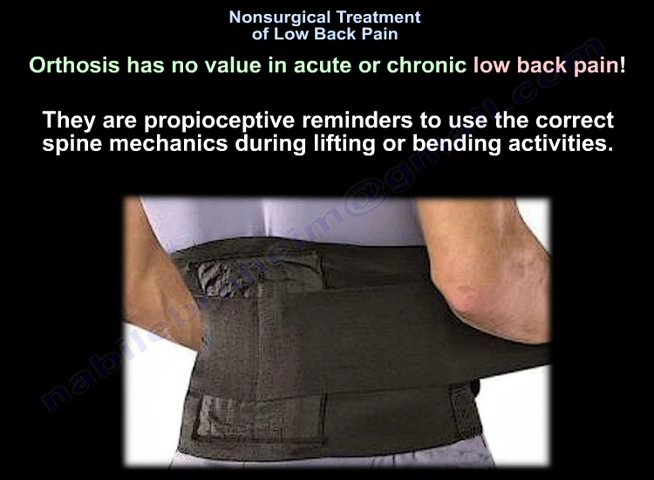 Nonsurgical Treatment
of Low Back Pain
Orthosis has no value in acute or chronic low back pain!
They are propioceptive reminders to use the correct
spine mechanics during lifting or bending activities.